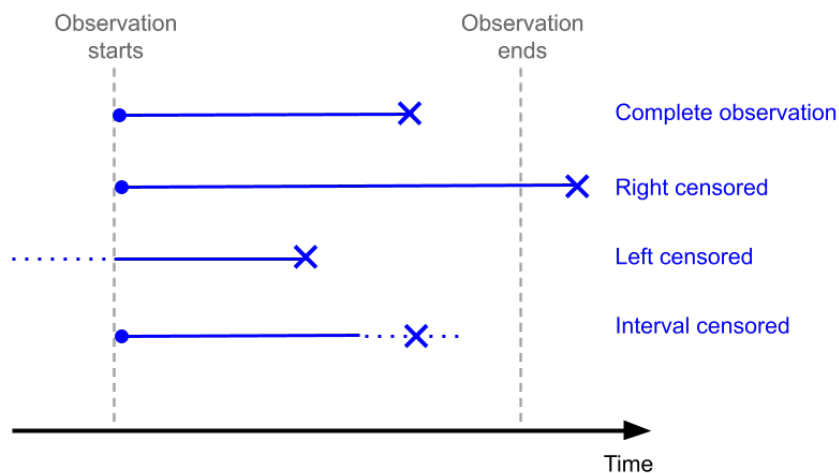 Observation
starts
Observation
ends
Complete observation
Right censored
Left censored
Interval censored
Time